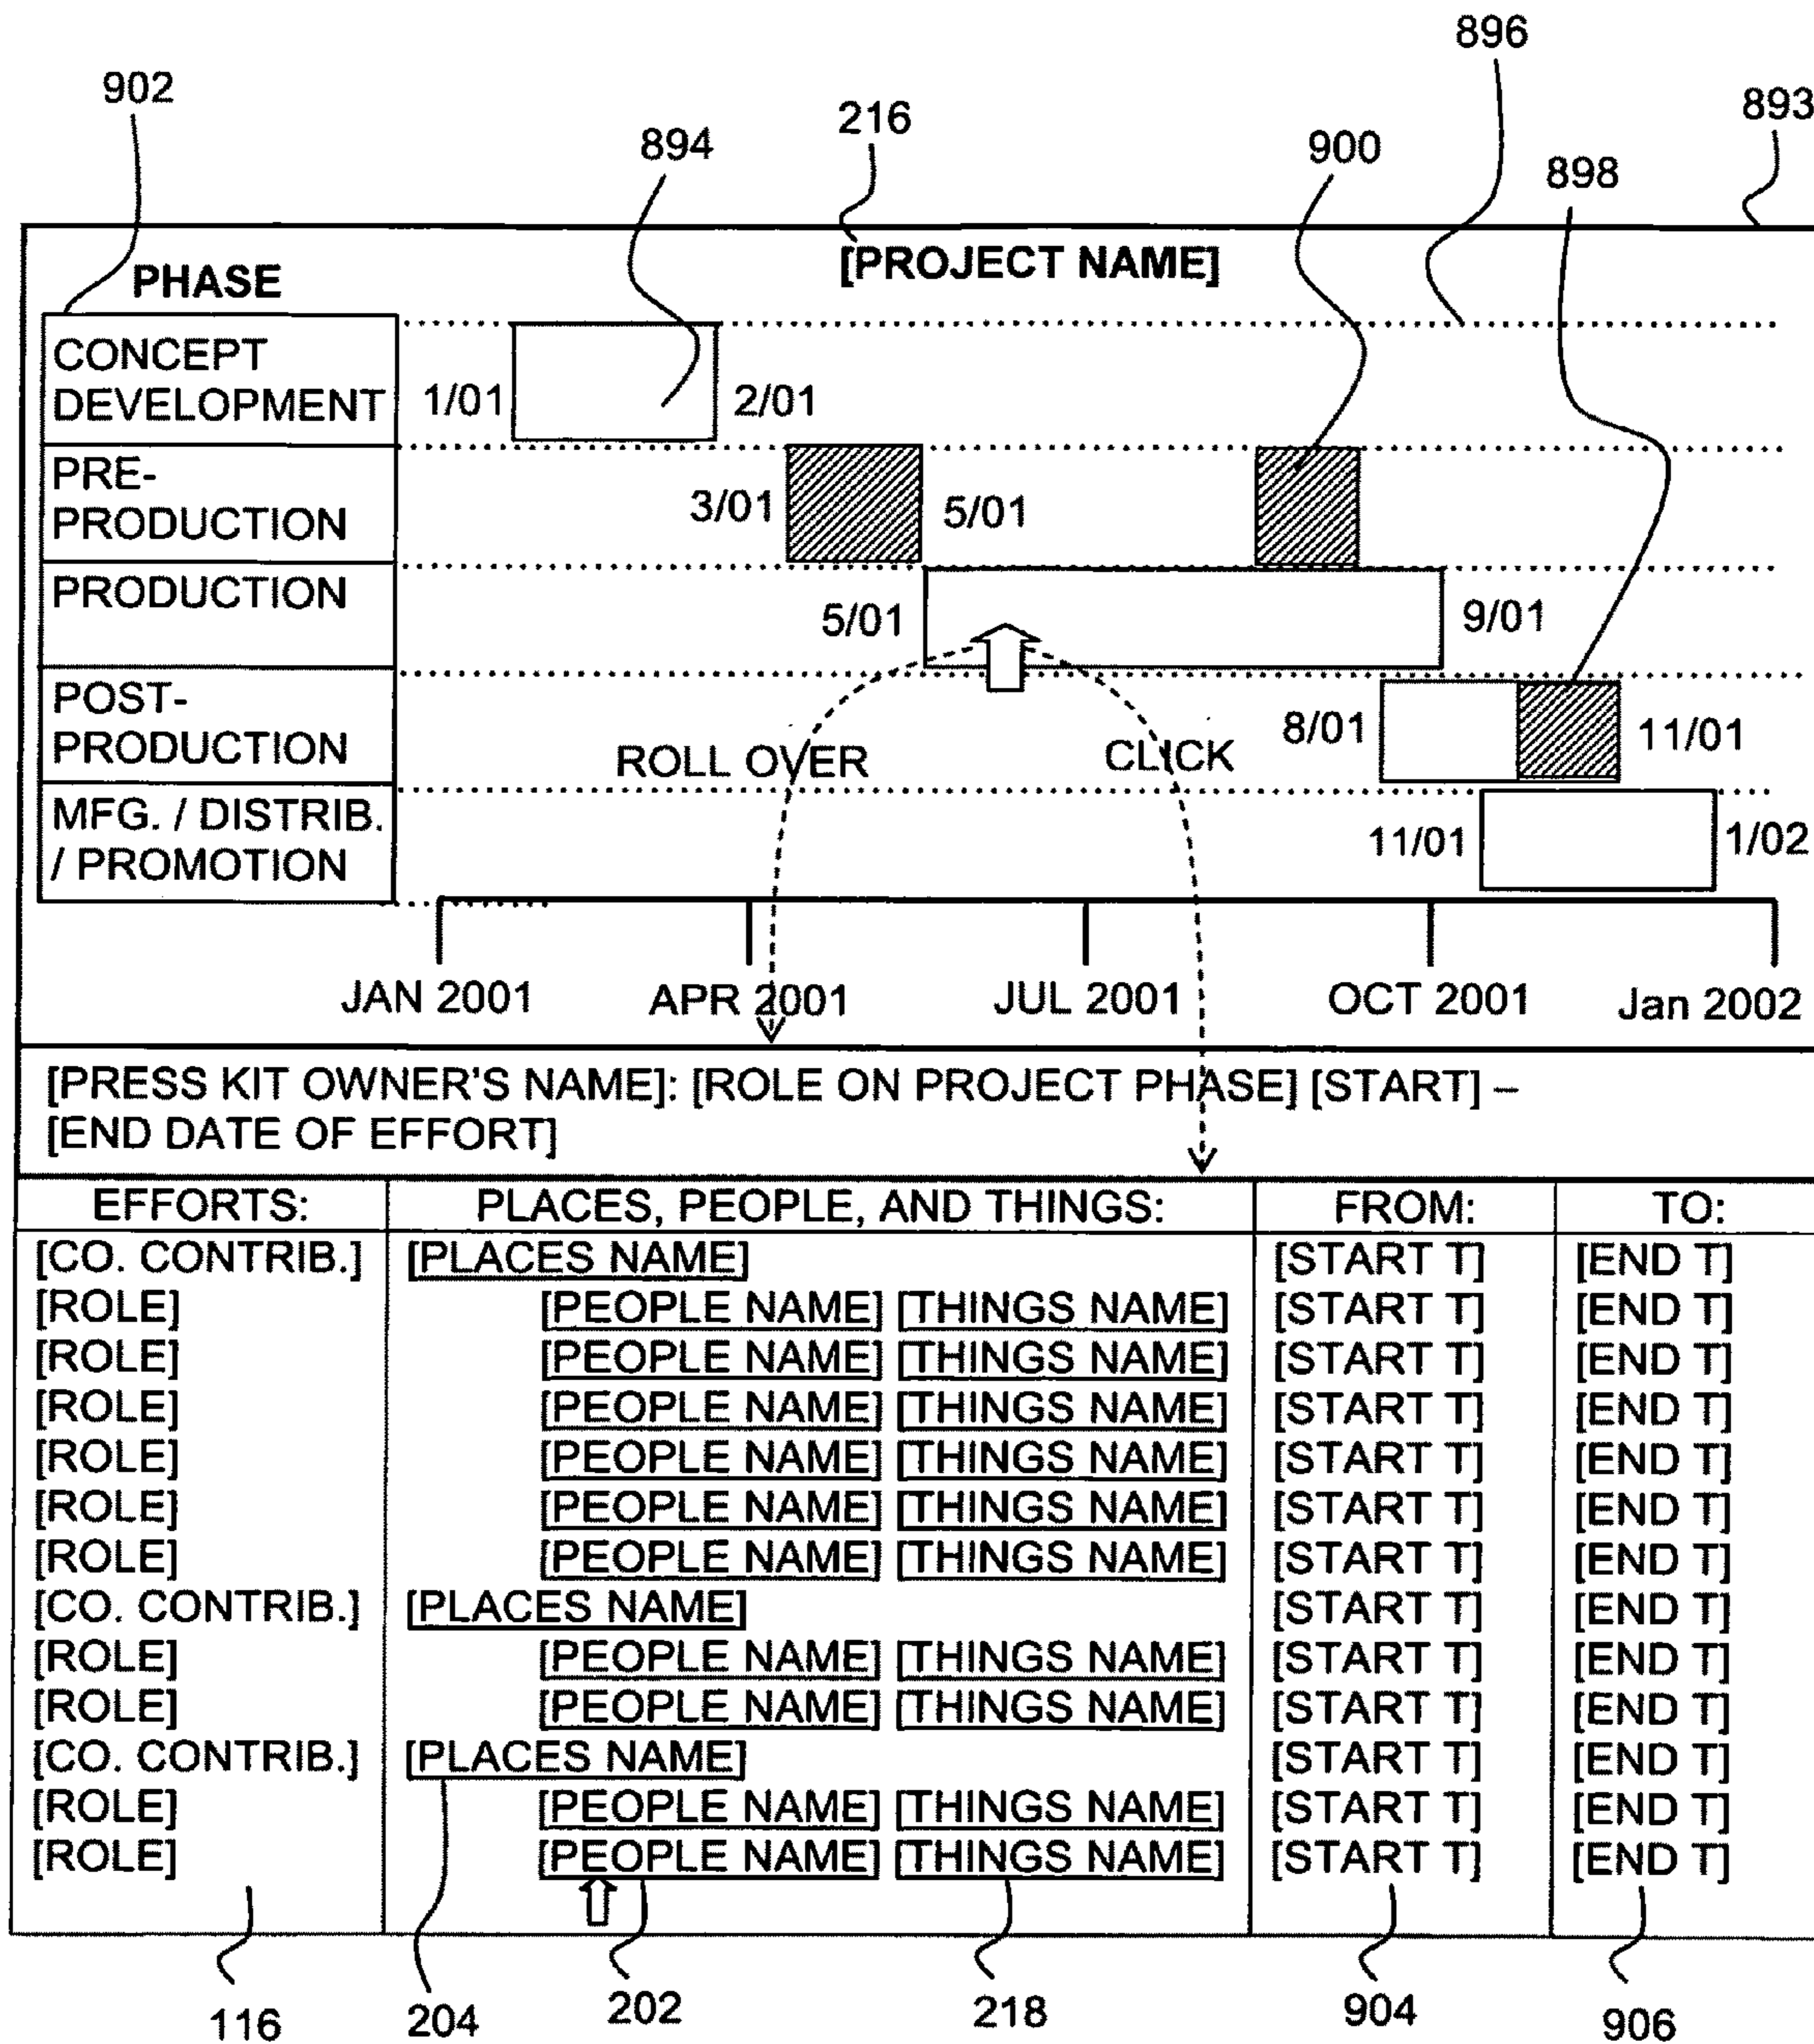 896
902
893
216
894
900
898
[PROJECT NAME]
PHASE
CONCEPT
DEVELOPMENT
1/01
2/01
PRE-
PRODUCTION
3/01
5/01
PRODUCTION
5/01
9/01
POST-
PRODUCTION
8/01
11/01
ROLL OVER
CLICK
MFG. / DISTRIB.
/ PROMOTION
11/01
1/02
JAN 2001 APR 2001 JUL 2001 OCT 2001 Jan 2002
[PRESS KIT OWNER'S NAME]: [ROLE ON PROJECT PHASE] [START] –
[END DATE OF EFFORT]
EFFORTS: PLACES, PEOPLE, AND THINGS: FROM: TO:
[CO. CONTRIB.] [PLACES NAME] [START T] [END T]
[ROLE] [PEOPLE NAME] [THINGS NAME] [START T] [END T]
[ROLE] [PEOPLE NAME] [THINGS NAME] [START T] [END T]
[ROLE] [PEOPLE NAME] [THINGS NAME] [START T] [END T]
[ROLE] [PEOPLE NAME] [THINGS NAME] [START T] [END T]
[ROLE] [PEOPLE NAME] [THINGS NAME] [START T] [END T]
[ROLE] [PEOPLE NAME] [THINGS NAME] [START T] [END T]
[CO. CONTRIB.] [PLACES NAME] [START T] [END T]
[ROLE] [PEOPLE NAME] [THINGS NAME] [START T] [END T]
[ROLE] [PEOPLE NAME] [THINGS NAME] [START T] [END T]
[CO. CONTRIB.] [PLACES NAME] [START T] [END T]
[ROLE] [PEOPLE NAME] [THINGS NAME] [START T] [END T]
[ROLE] [PEOPLE NAME] [THINGS NAME] [START T] [END T]
116 204 202 218 904 906